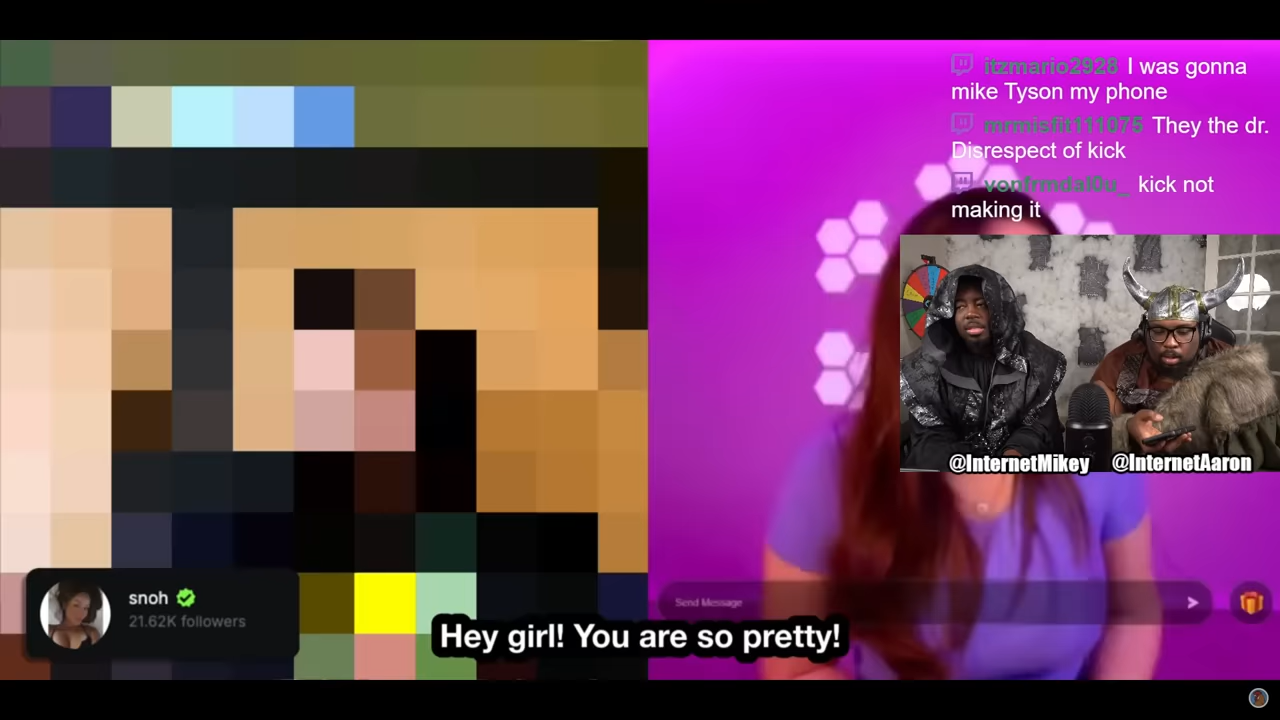 itzmario2928 I was gonna
mike Tyson my phone
mrmisfit111075 They the dr.
Disrespect of kick
vonfrmdal0u_ kick not
making it
@InternetMikey @InternetAaron
snoh
21.62K followers
Send Message
Hey girl! You are so pretty!